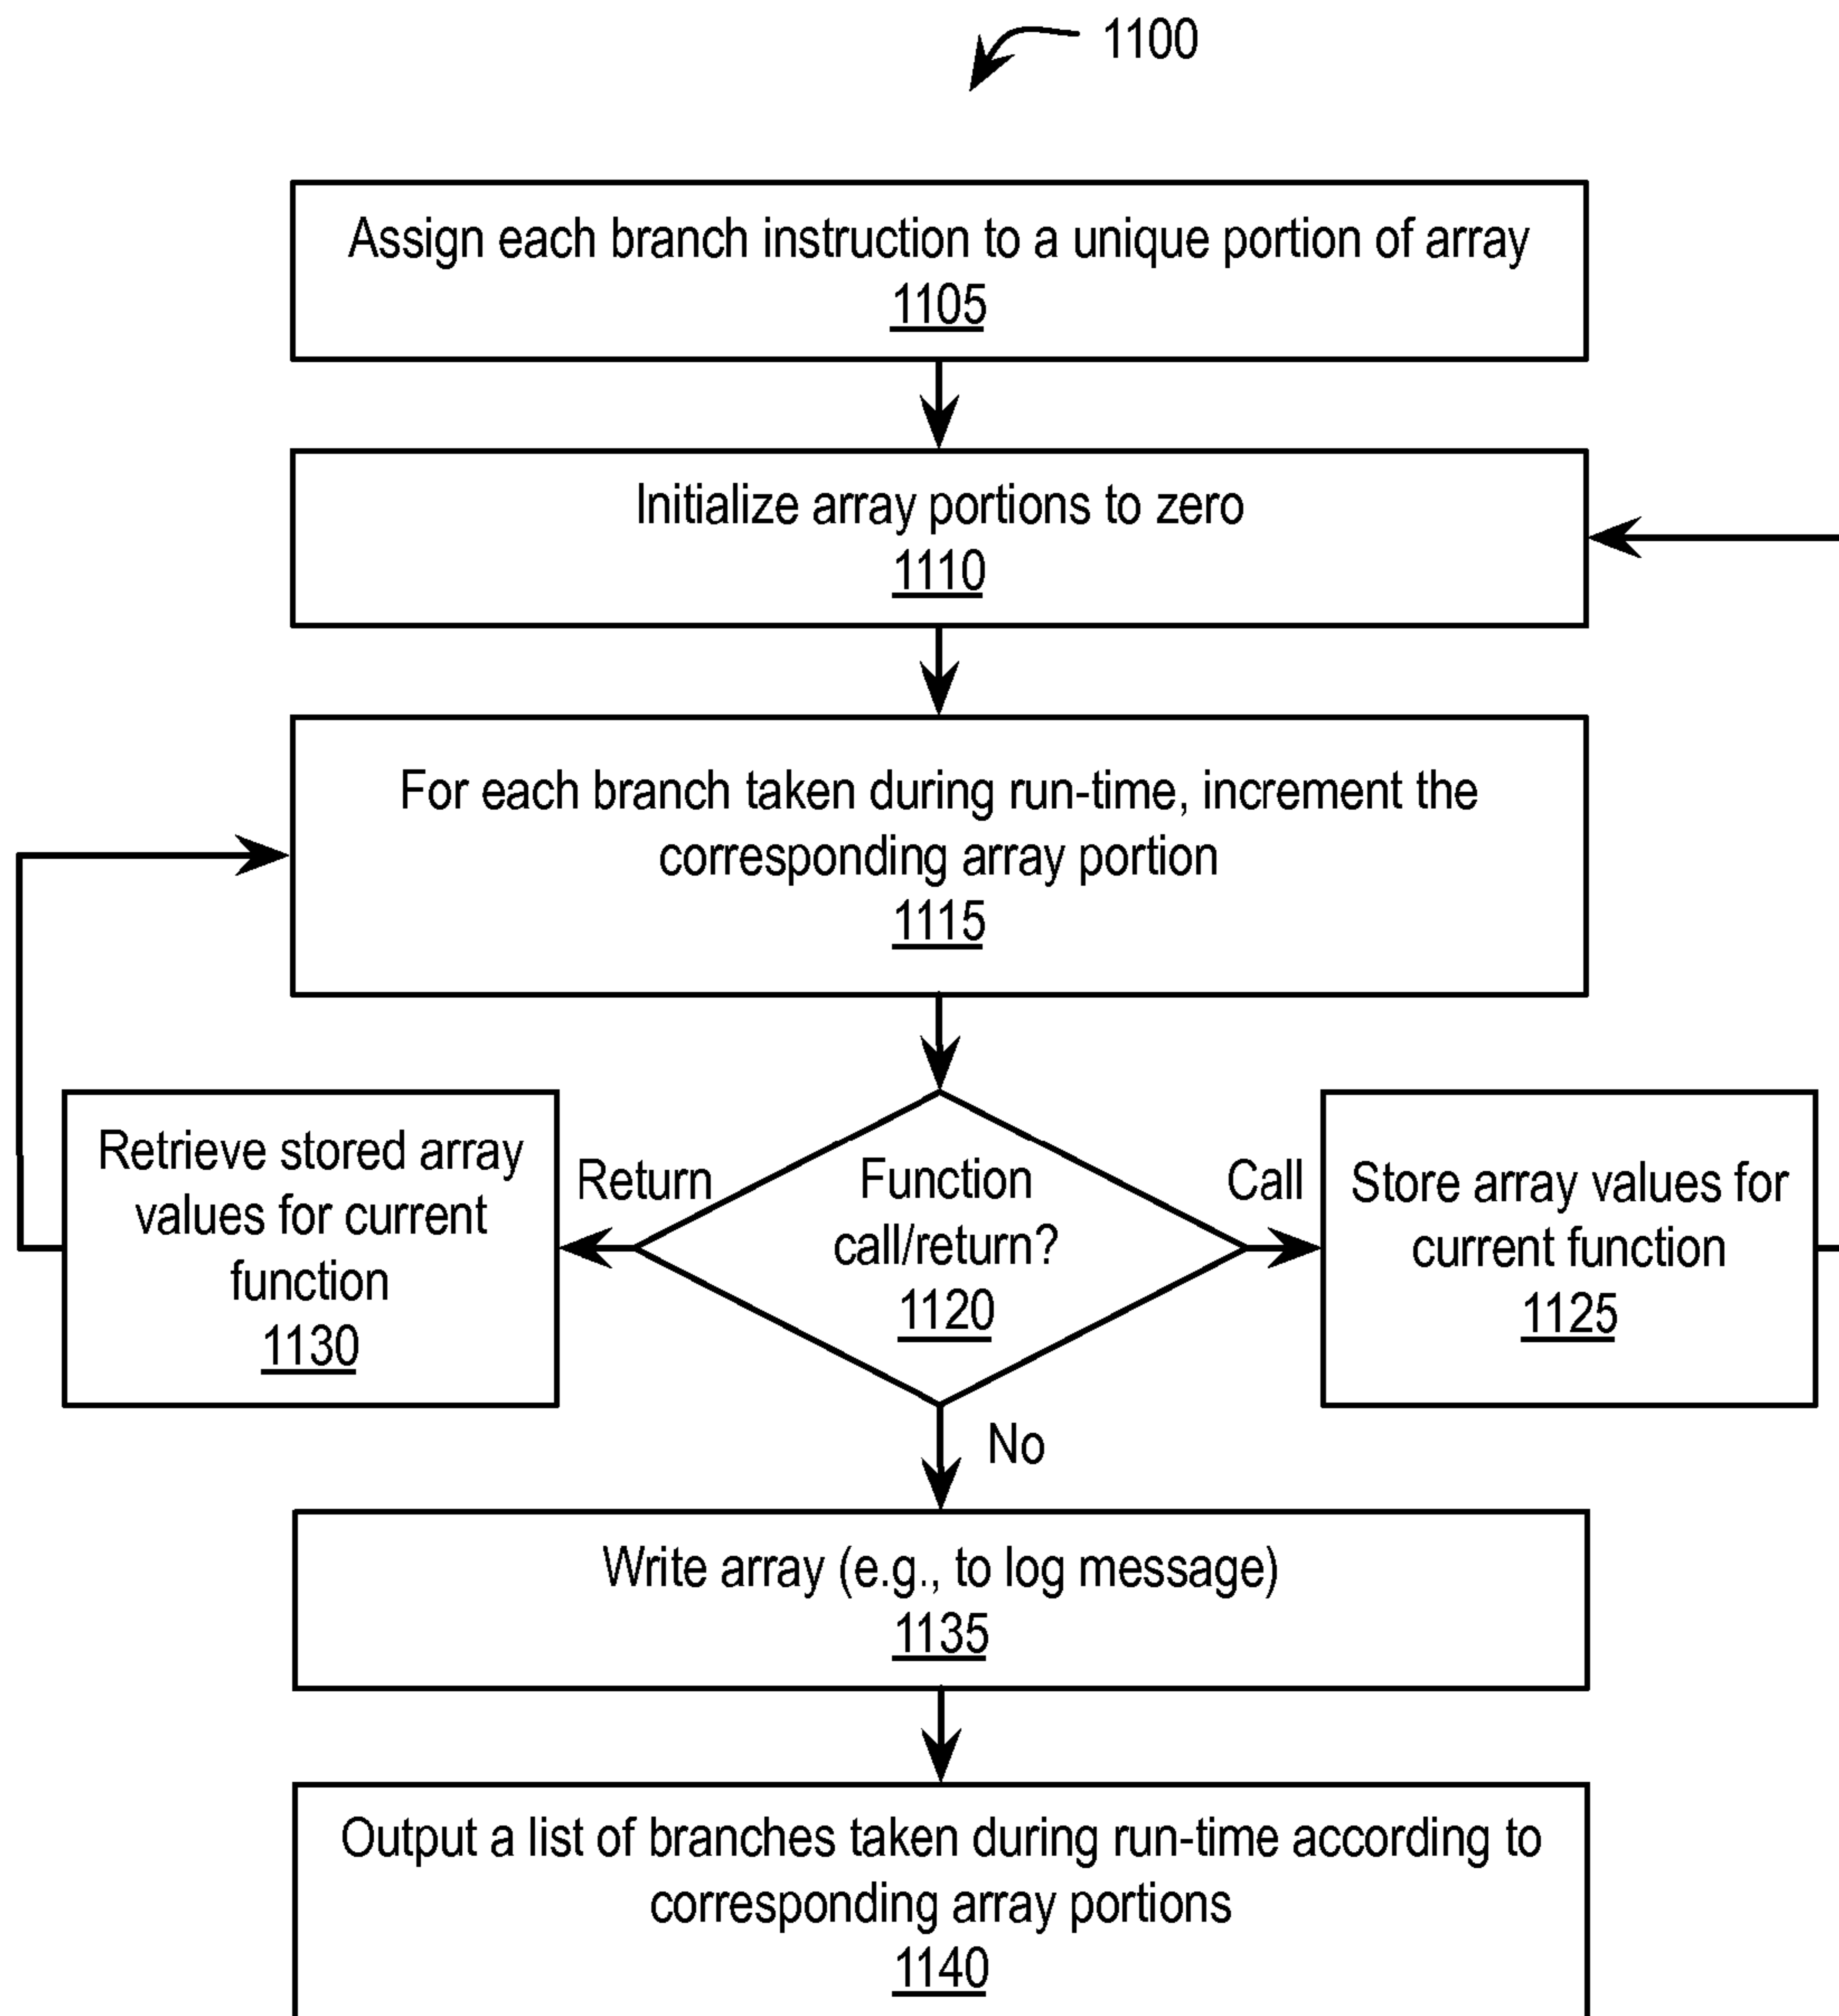 1100
Assign each branch instruction to a unique portion of array
1105
Initialize array portions to zero
1110
For each branch taken during run-time, increment the
corresponding array portion
1115
Retrieve stored array
values for current
function
1130
Return
Function
call/return?
1120
Call
Store array values for
current function
1125
No
Write array (e.g., to log message)
1135
Output a list of branches taken during run-time according to
corresponding array portions
1140